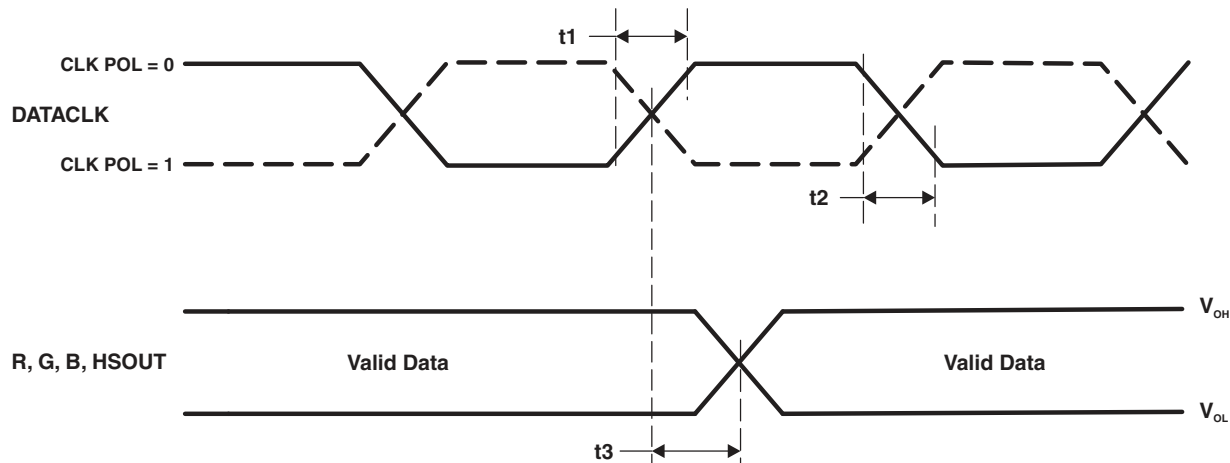 t1
CLK POL = 0
DATACLK
CLK POL = 1
t2
V_OH
R, G, B, HSOUT Valid Data Valid Data
V_OL
t3